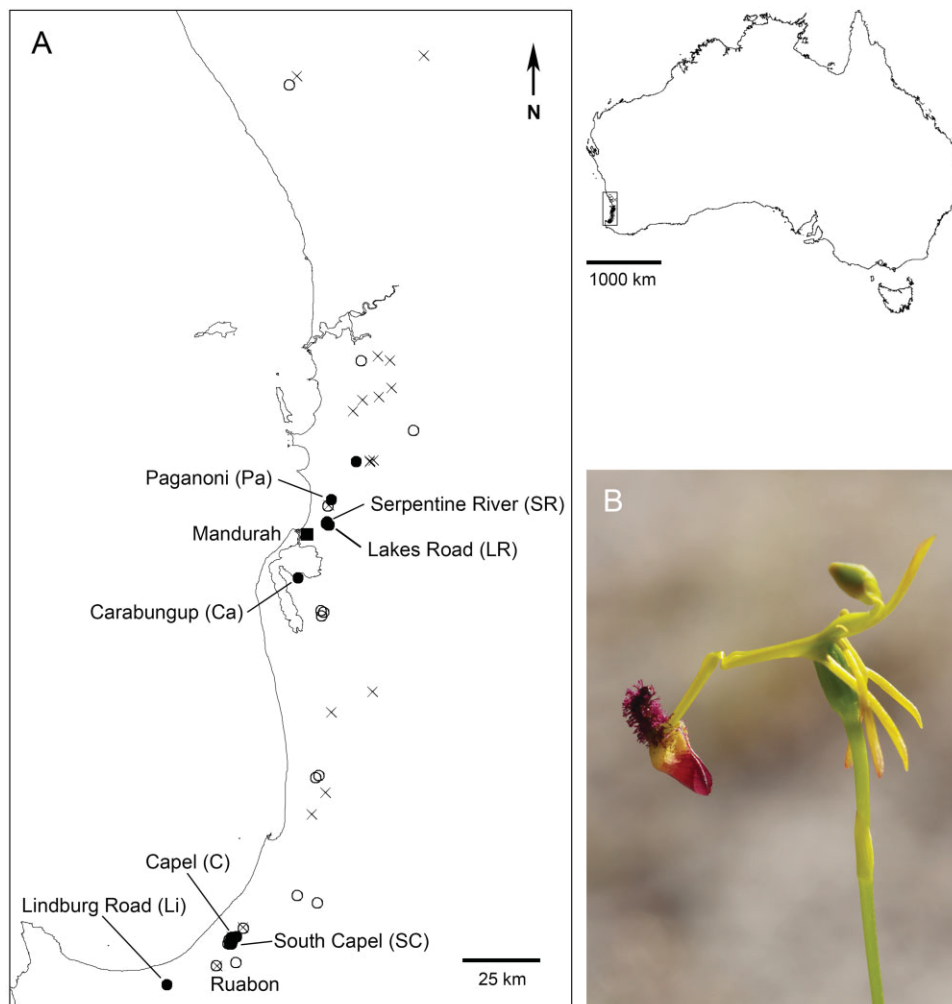 A
N
Paganoni (Pa)
Serpentine River (SR)
Mandurah
Lakes Road (LR)
Carabungup (Ca)
Capel (C)
Lindburg Road (Li)
South Capel (SC)
Ruabon
25 km
1000 km
B